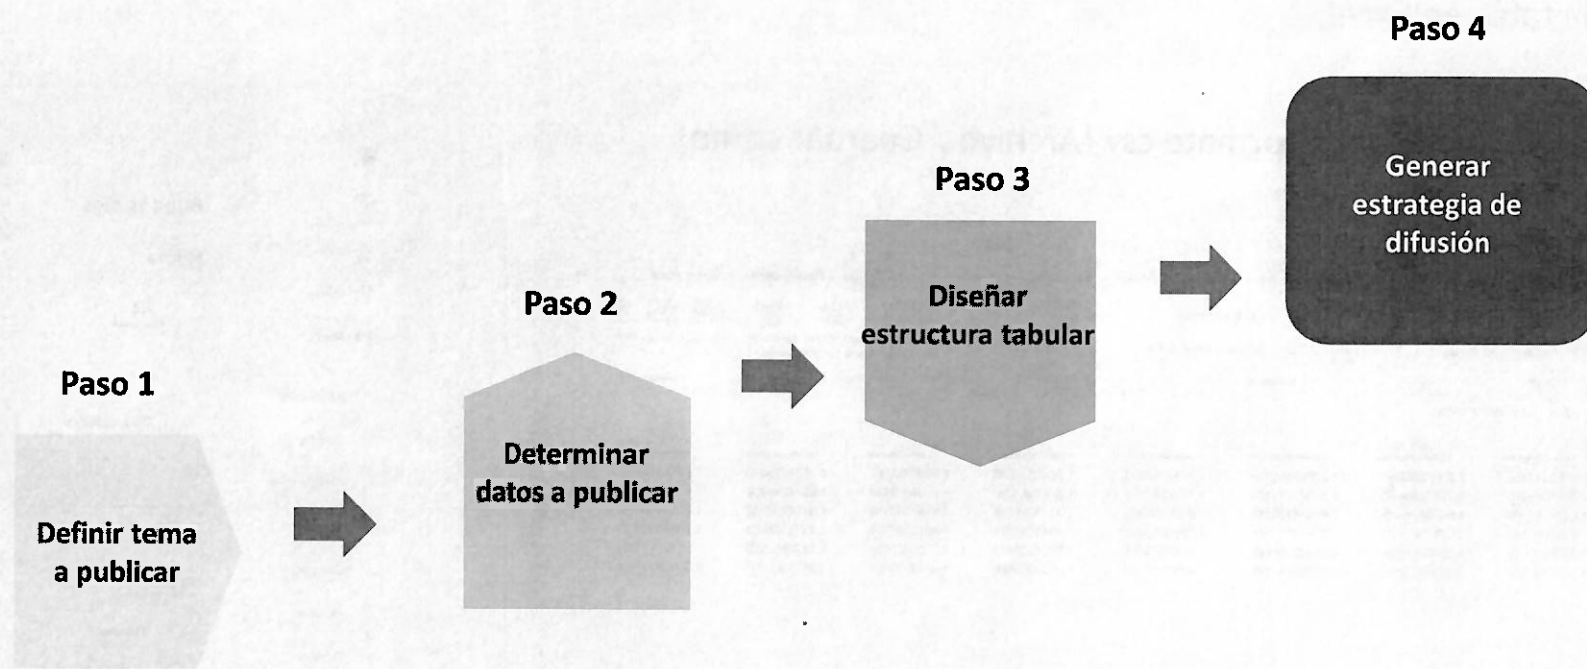 Paso 1
Definir tema
a publicar
Paso 2
Determinar
datos a publicar
Paso 3
Diseñar
estructura tabular
Paso 4
Generar
estrategia de
difusión